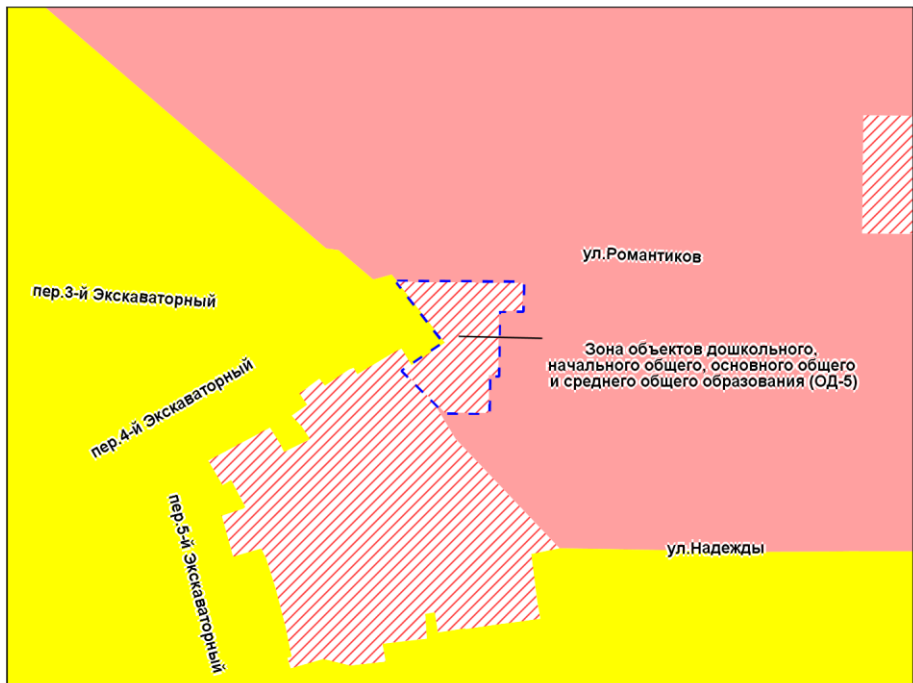 ул.Романтиков
пер.3-й Экскаваторный
Зона объектов дошкольного,
начального общего, основного общего
и среднего общего образования (ОД-5)
пер.4-й Экскаваторный
пер.5-й Экскаваторный
ул.Надежды